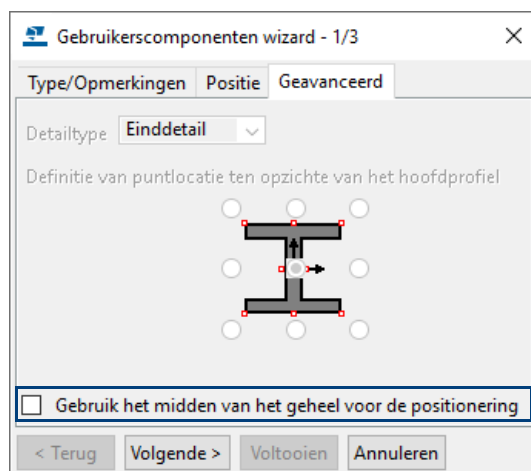 Gebruikerscomponenten wizard - 1/3
Type/Opmerkingen Positie Geavanceerd
Detailtype Einddetail
Definitie van puntlocatie ten opzichte van het hoofdprofiel
Gebruik het midden van het geheel voor de positionering
< Terug Volgende > Voltooien Annuleren